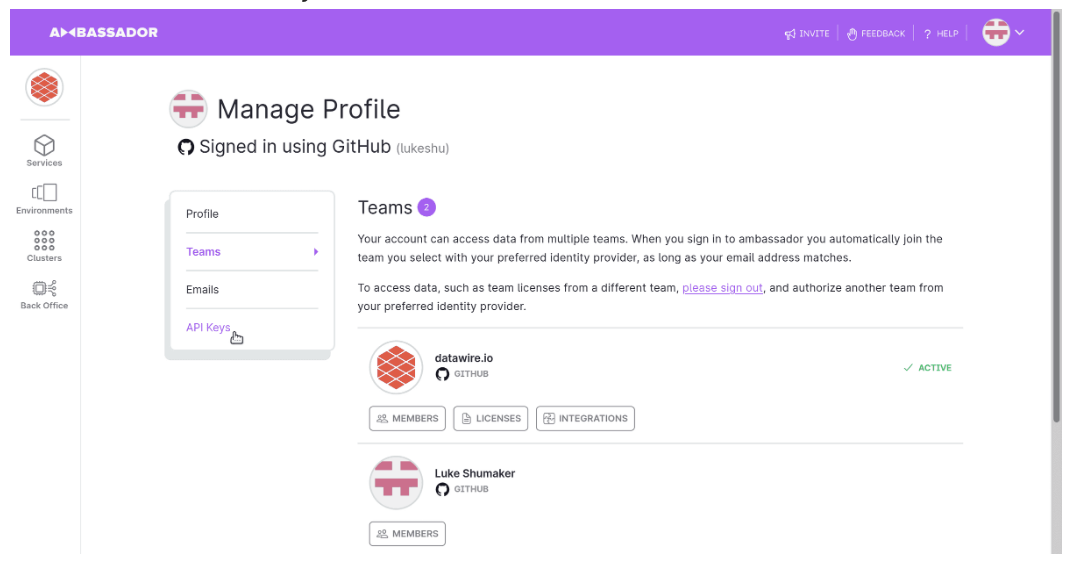 AMBASSADOR
INVITE
FEEDBACK
? HELP
Services
Environments
Clusters
Back Office
Manage Profile
Signed in using GitHub (lukeshu)
Profile
Teams
Emails
API Keys
Teams 2
Your account can access data from multiple teams. When you sign in to ambassador you automatically join the
team you select with your preferred identity provider, as long as your email address matches.
To access data, such as team licenses from a different team, please sign out, and authorize another team from
your preferred identity provider.
datawire.io
GITHUB
ACTIVE
MEMBERS
LICENSES
INTEGRATIONS
Luke Shumaker
GITHUB
MEMBERS